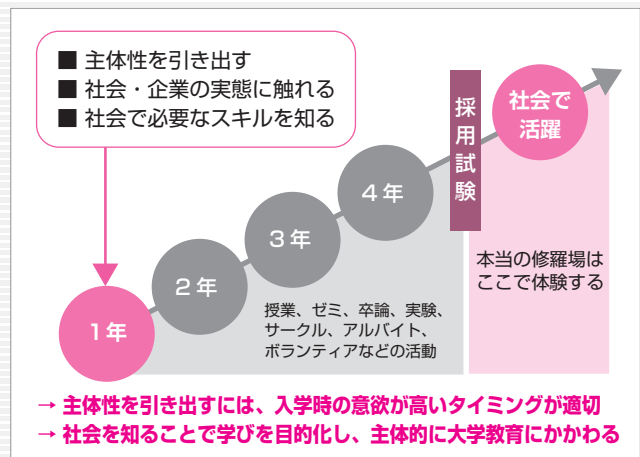 ■ 主体性を引き出す
■ 社会・企業の実態に触れる
■ 社会で必要なスキルを知る
採用試験
社会で
活躍
4年
3年
2年
1年
授業、ゼミ、卒論、実験、
サークル、アルバイト、
ボランティアなどの活動
本当の修羅場は
ここで体験する
→ 主体性を引き出すには、入学時の意欲が高いタイミングが適切
→ 社会を知ることで学びを目的化し、主体的に大学教育にかかわる